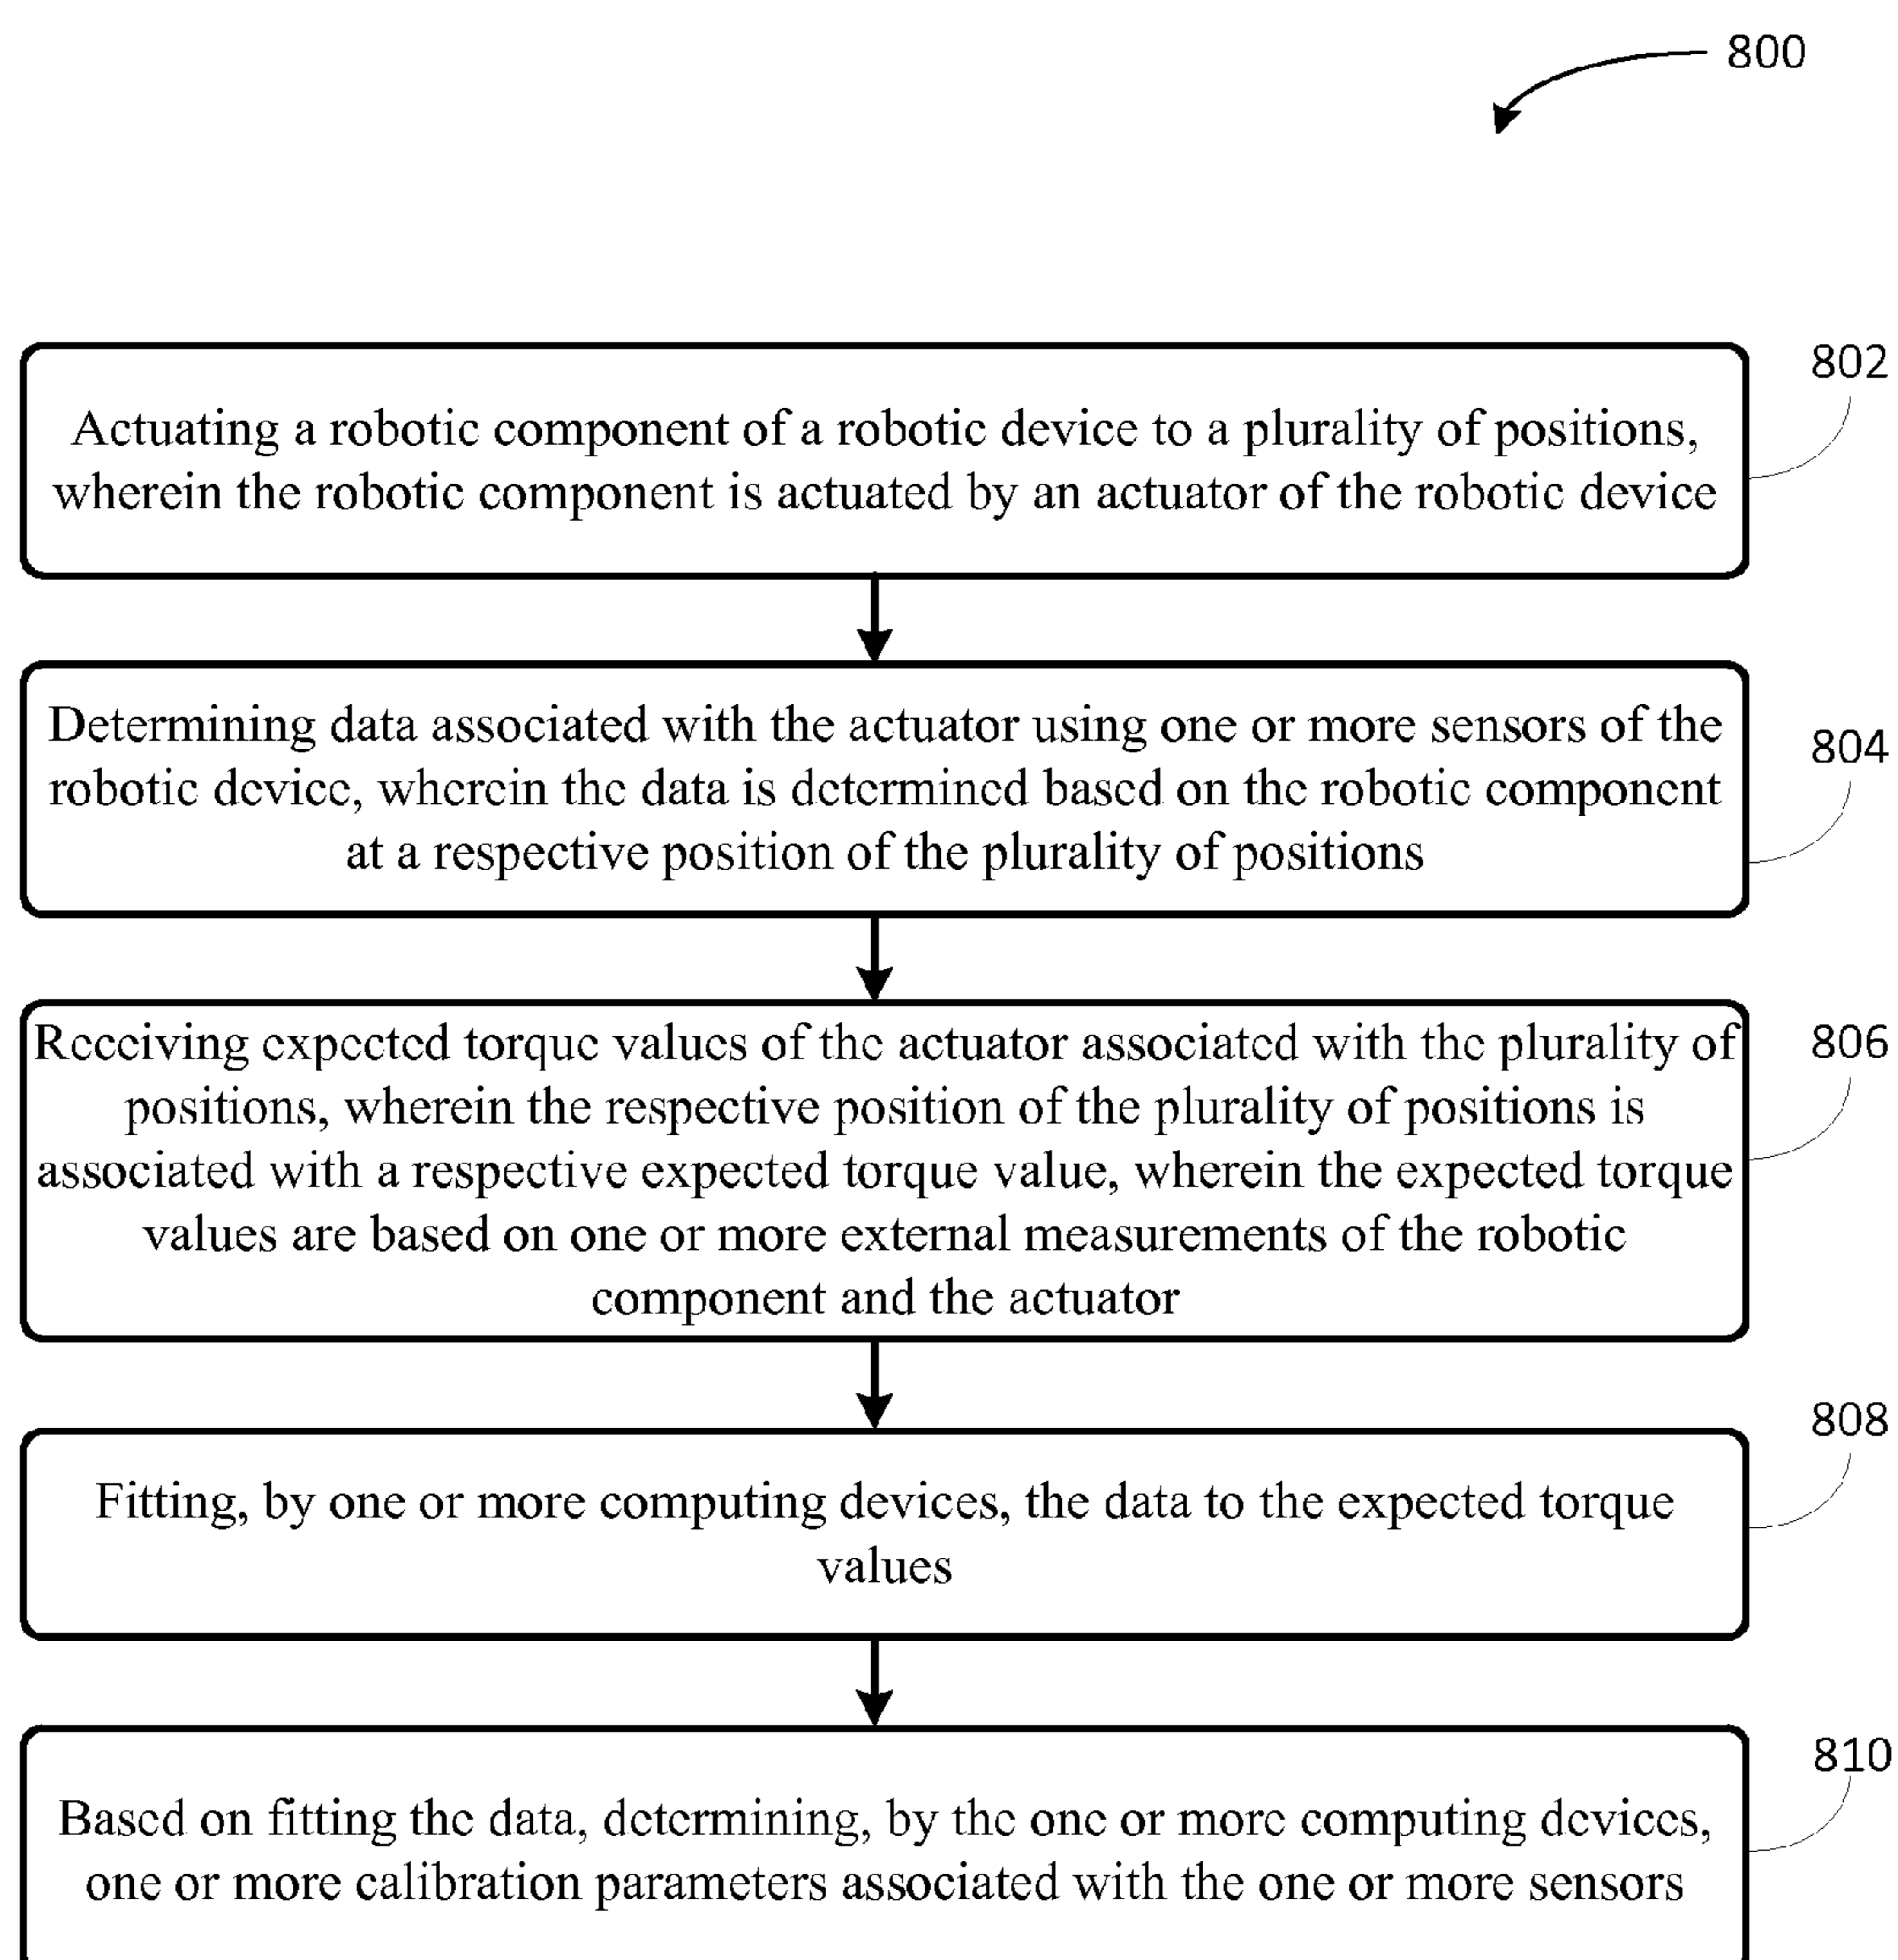 800
802
Actuating a robotic component of a robotic device to a plurality of positions,
wherein the robotic component is actuated by an actuator of the robotic device
804
Determining data associated with the actuator using one or more sensors of the
robotic device, wherein the data is determined based on the robotic component
at a respective position of the plurality of positions
806
Receiving expected torque values of the actuator associated with the plurality of
positions, wherein the respective position of the plurality of positions is
associated with a respective expected torque value, wherein the expected torque
values are based on one or more external measurements of the robotic
component and the actuator
808
Fitting, by one or more computing devices, the data to the expected torque
values
810
Based on fitting the data, determining, by the one or more computing devices,
one or more calibration parameters associated with the one or more sensors